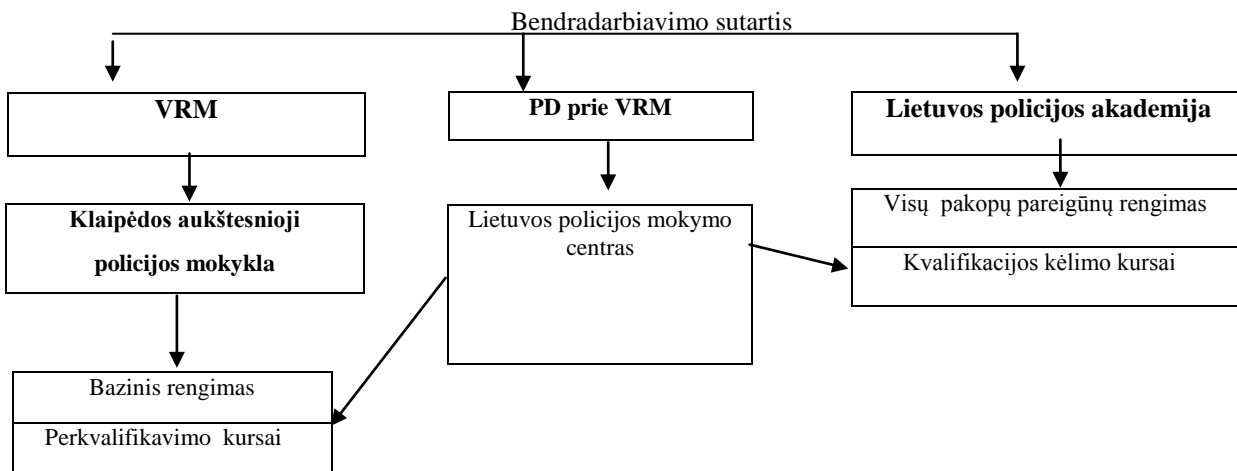 Bendradarbiavimo sutartis
VRM
PD prie VRM
Lietuvos policijos akademija
Klaipėdos aukštesnioji
policijos mokykla
Lietuvos policijos mokymo
centras
Visų pakopų pareigūnų rengimas
Kvalifikacijos kėlimo kursai
Bazinis rengimas
Perkvalifikavimo kursai